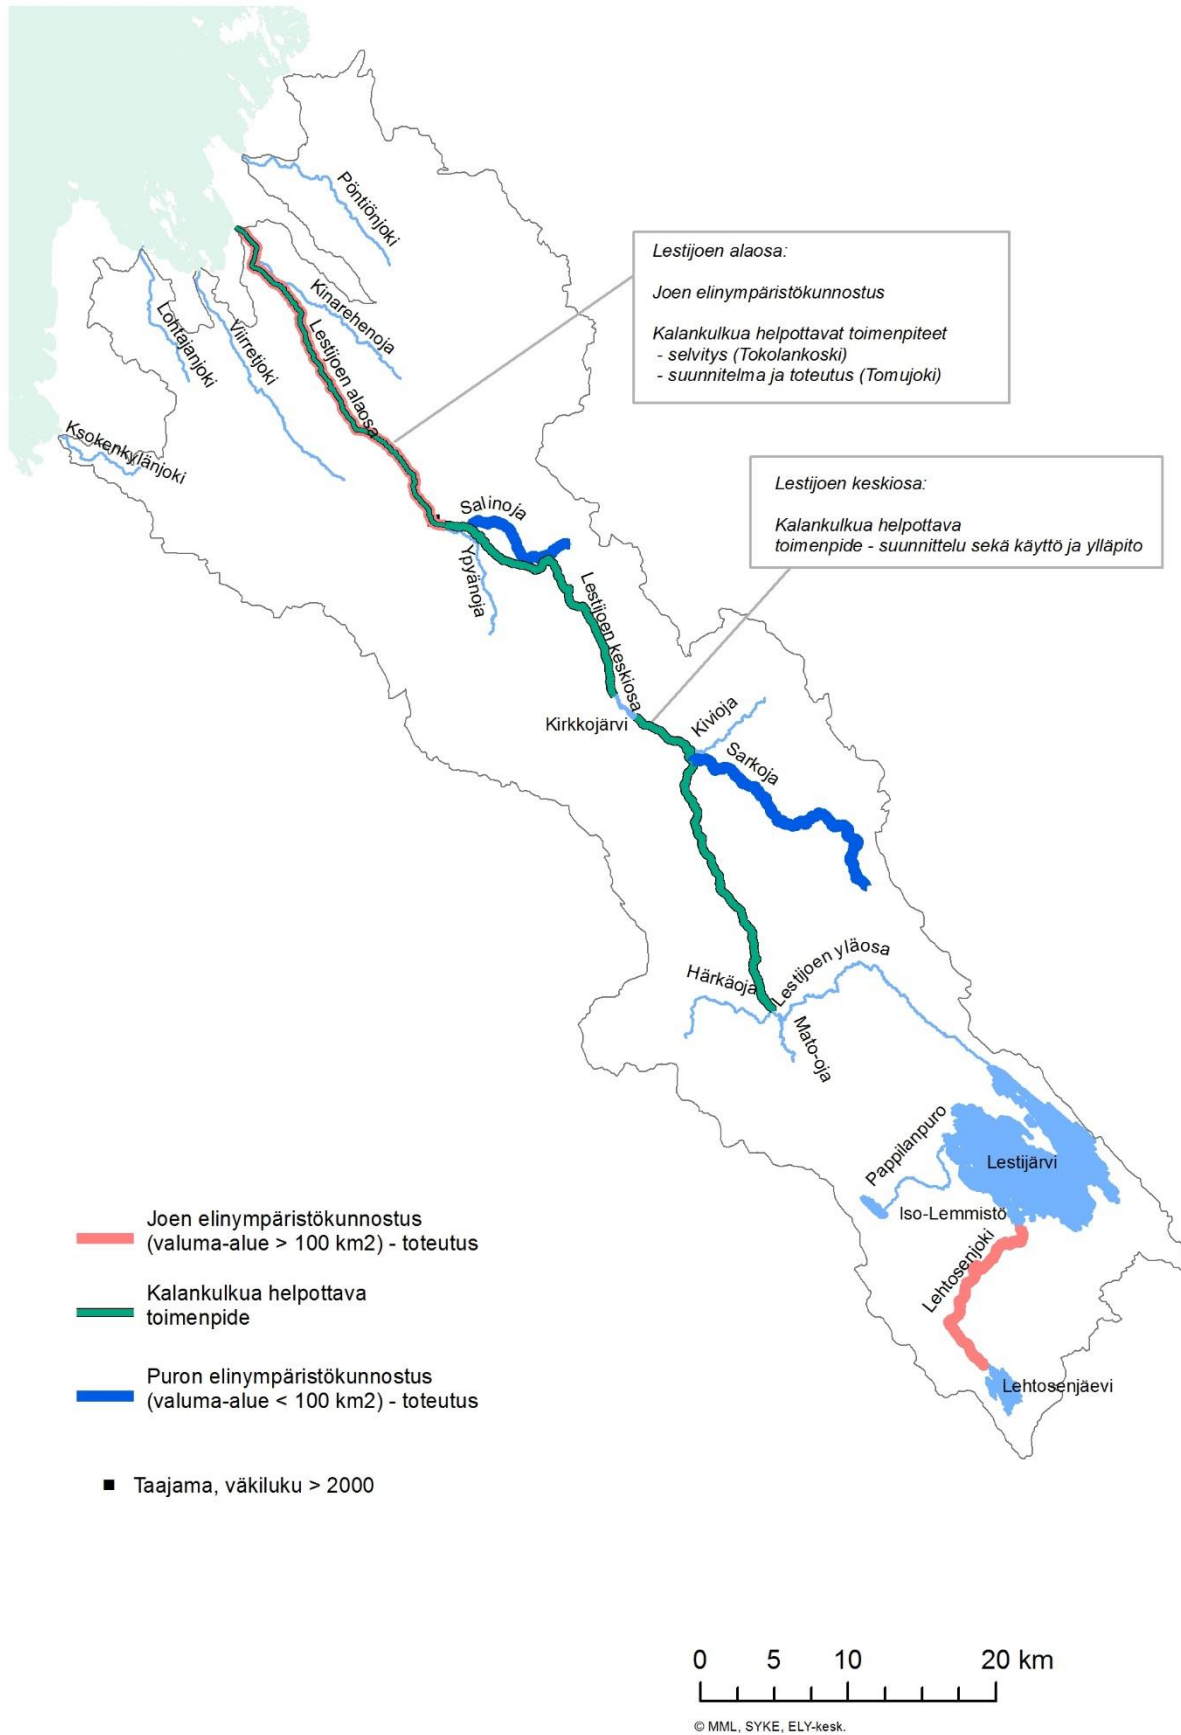 Pöntiönjoki
Lestijoen alaosa:
Joen elinympäristökunnostus
Kalankulkua helpottavat toimenpiteet
- selvitys (Tokolankoski)
- suunnitelma ja toteutus (Tomujoki)
Kinarehenoja
Lohtajanjoki
Viirretjoki
Lestijoen alaosa
Ksokenkylänjoki
Lestijoen keskiosa:
Kalankulkua helpottava
toimenpide - suunnittelu sekä käyttö ja ylläpito
Salinoja
Ypyänoja
Lestijoen keskiosa
Kirkkojärvi
Kivioja
Sarkoja
Härkäoja
Lestijoen yläosa
Mato-oja
Pappilanpuro
Lestijärvi
Iso-Lemmistö
Lehtosenjoki
Lehtosenjäevi
Joen elinympäristökunnostus
(valuma-alue > 100 km2) - toteutus
Kalankulkua helpottava
toimenpide
Puron elinympäristökunnostus
(valuma-alue < 100 km2) - toteutus
Taajama, väkiluku > 2000
0 5 10 20 km
© MML, SYKE, ELY-kesk.